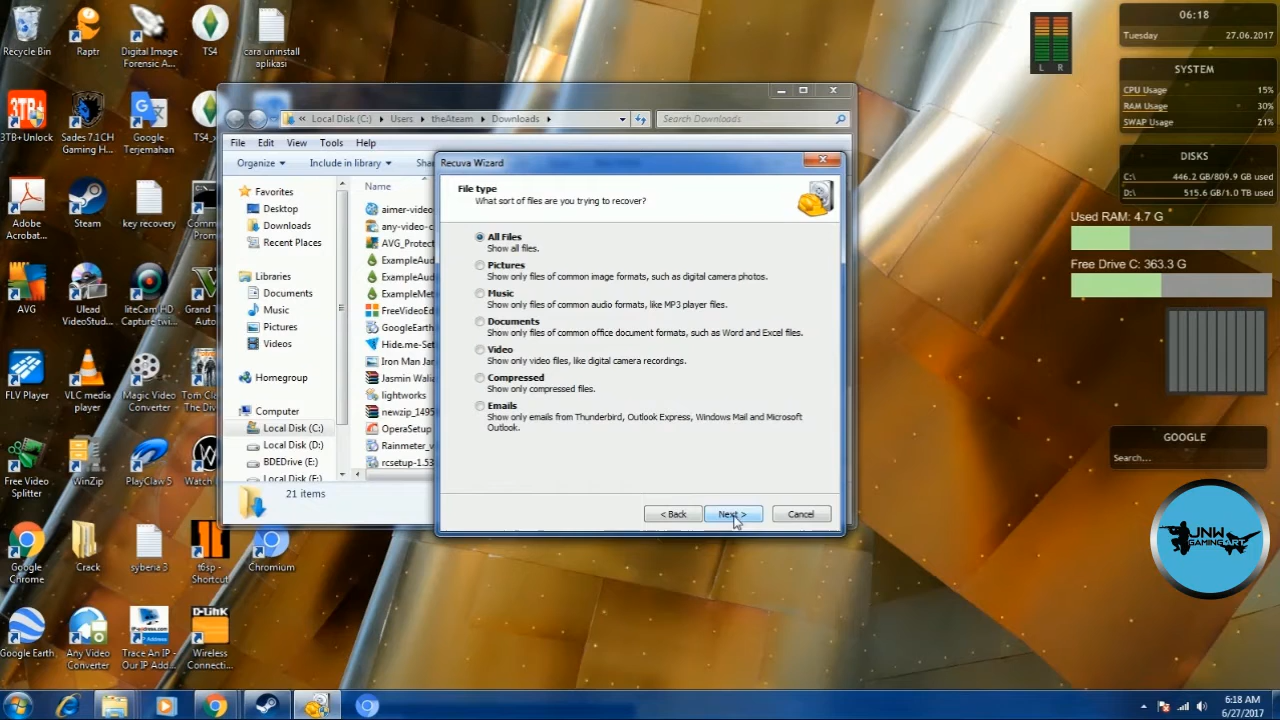 Recycle Bin
Raptr
Digital Image
Forensic A...
TS4
cara uninstall
aplikasi
3TB+
3TB+Unlock
Sades 7.1CH
Gaming H...
Google
Terjemahan
Adobe
Acrobat...
Steam
key recovery
AVG
Ulead
VideoStud...
liteCam HD
Capture twi...
FLV Player
VLC media
player
Magic Video
Converter
Free Video
Splitter
WinZip
PlayClaw 5
Google
Chrome
Crack
syberia 3
t6sp -
Shortcut
Chromium
Google Earth
Any Video
Converter
Trace An IP -
Our IP Add...
D-Link
Wireless
Connecti...
Local Disk (C:)
Users
theAteam
Downloads
Search Downloads
File Edit View Tools Help
Organize
Include in library
Favorites
Desktop
Downloads
Recent Places
Libraries
Documents
Music
Pictures
Videos
Homegroup
Computer
Local Disk (C:)
Local Disk (D:)
BDEDrive (E:)
Local Disk (F:)
Name
aimer-video
any-video-c
AVG_Protect
ExampleAud
ExampleAud
ExampleMet
FreeVideoEd
GoogleEarth
Hide.me-Set
Iron Man Jar
Jasmin Walia
lightworks
newzip_1495
OperaSetup
Rainmeter_v
rcsetup-1.53
21 items
Recuva Wizard
File type
What sort of files are you trying to recover?
All Files
Show all files.
Pictures
Show only files of common image formats, such as digital camera photos.
Music
Show only files of common audio formats, like MP3 player files.
Documents
Show only files of common office document formats, such as Word and Excel files.
Video
Show only video files, like digital camera recordings.
Compressed
Show only compressed files.
Emails
Show only emails from Thunderbird, Outlook Express, Windows Mail and Microsoft
Outlook.
< Back
Next >
Cancel
L R
06:18
Tuesday 27.06.2017
SYSTEM
CPU Usage 15%
RAM Usage 30%
SWAP Usage 21%
DISKS
C:\ 446.2 GB/809.9 GB used
D:\ 515.6 GB/1.0 TB used
Used RAM: 4.7 G
Free Drive C: 363.3 G
GOOGLE
Search...
JNW
GAMING ART
6:18 AM
6/27/2017